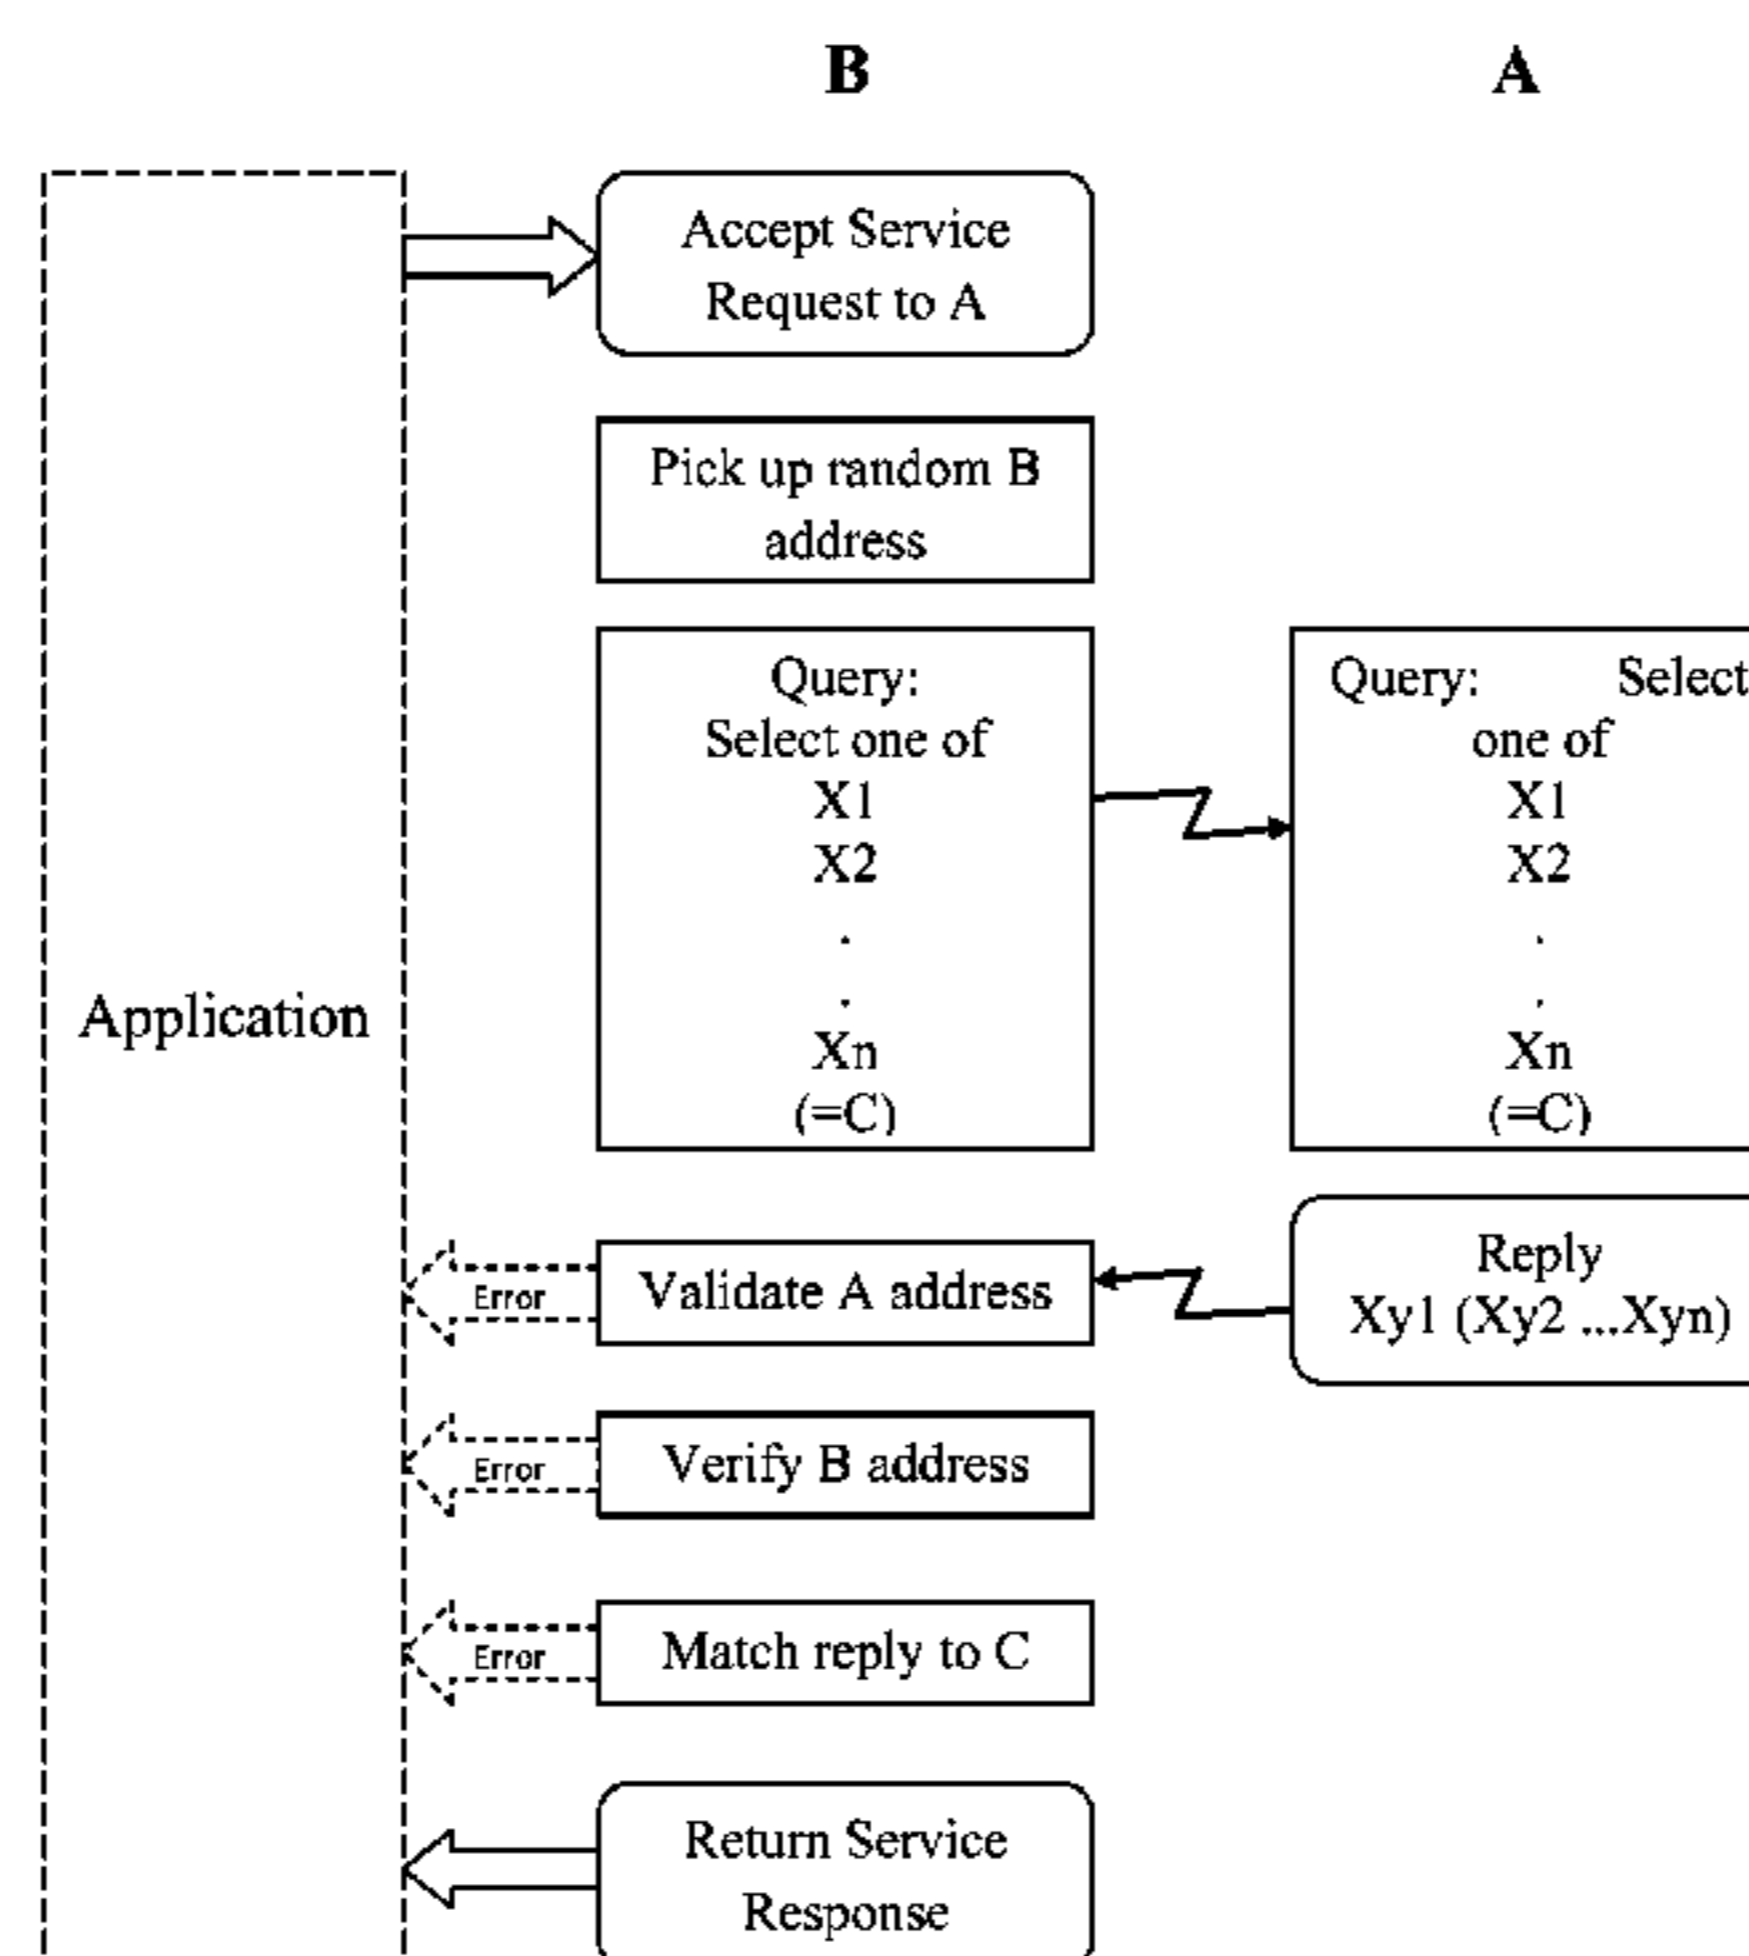 B
A
Accept Service
Request to A
Pick up random B
address
Query:
Select one of
X1
X2
.
.
Xn
(=C)
Query: Select
one of
X1
X2
.
.
Xn
(=C)
Application
Error
Validate A address
Reply
Xy1 (Xy2 ...Xyn)
Error
Verify B address
Error
Match reply to C
Return Service
Response